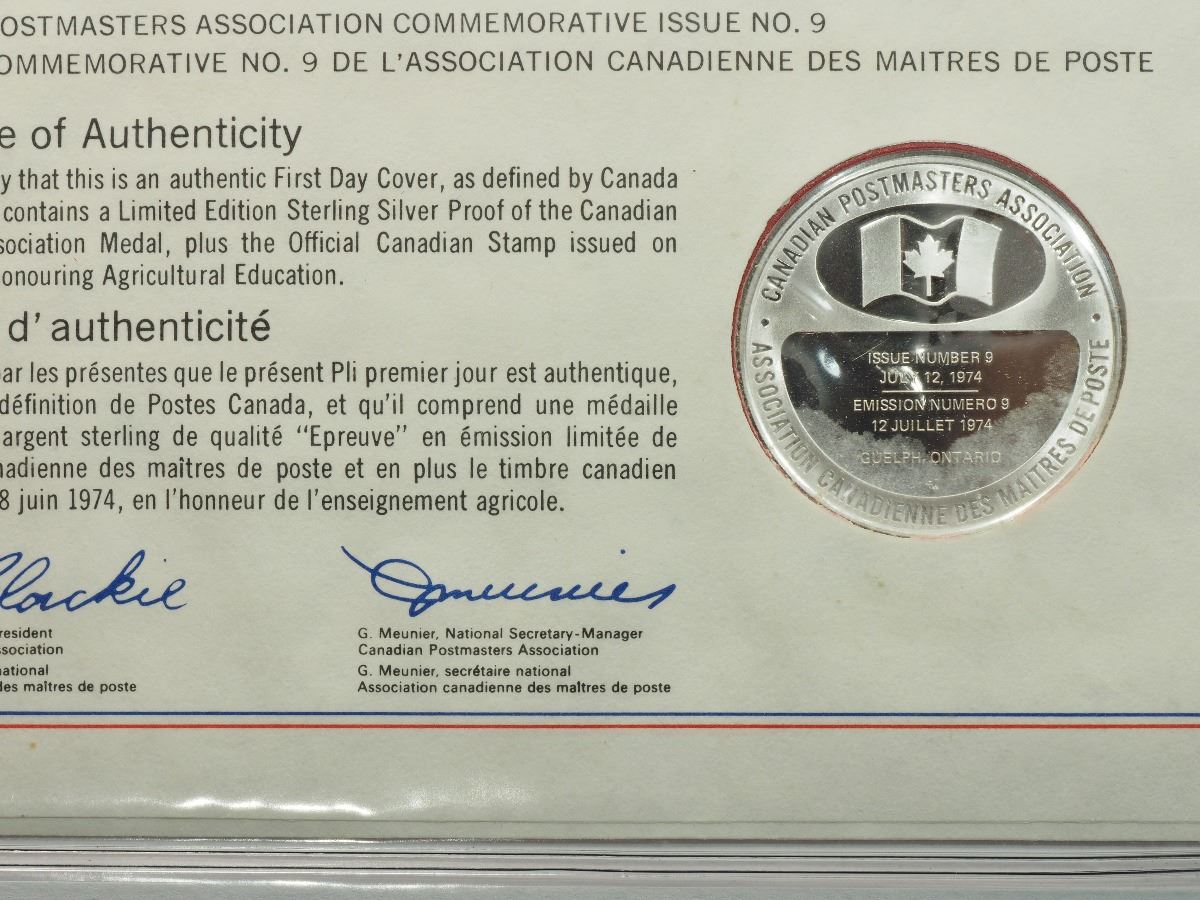 OSTMASTERS ASSOCIATION COMMEMORATIVE ISSUE NO. 9
OMMEMORATIVE NO. 9 DE L'ASSOCIATION CANADIENNE DES MAITRES DE POSTE
e of Authenticity
y that this is an authentic First Day Cover, as defined by Canada
contains a Limited Edition Sterling Silver Proof of the Canadian
sociation Medal, plus the Official Canadian Stamp issued on
onouring Agricultural Education.
d'authenticité
par les présentes que le présent Pli premier jour est authentique,
définition de Postes Canada, et qu'il comprend une médaille
argent sterling de qualité "Epreuve" en émission limitée de
nadienne des maîtres de poste et en plus le timbre canadien
8 juin 1974, en l'honneur de l'enseignement agricole.
resident
sociation
national
des maîtres de poste
G. Meunier, National Secretary-Manager
Canadian Postmasters Association
G. Meunier, secrétaire national
Association canadienne des maîtres de poste
CANADIAN POSTMASTERS ASSOCIATION
ISSUE NUMBER 9
JULY 12, 1974
EMISSION NUMERO 9
12 JUILLET 1974
GUELPH, ONTARIO
ASSOCIATION CANADIENNE DES MAITRES DE POSTE